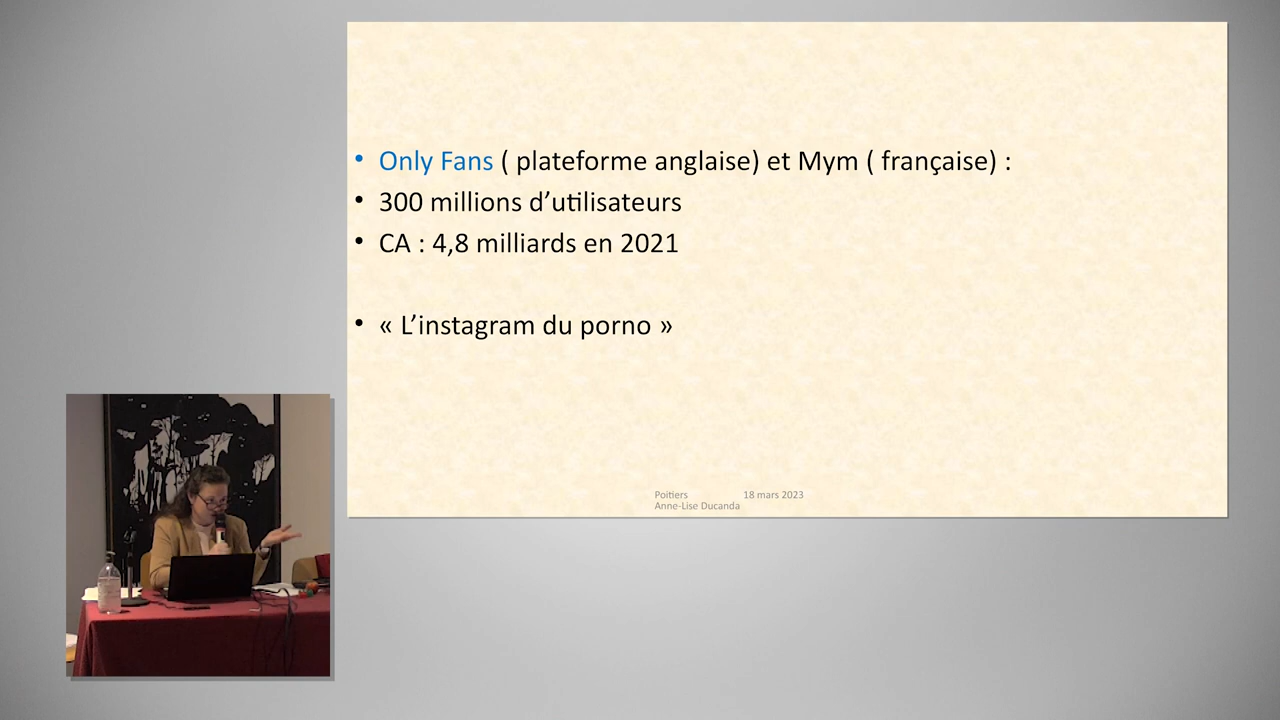 • Only Fans ( plateforme anglaise) et Mym ( française) :
• 300 millions d’utilisateurs
• CA : 4,8 milliards en 2021
• « L’instagram du porno »
Poitiers 18 mars 2023
Anne-Lise Ducanda